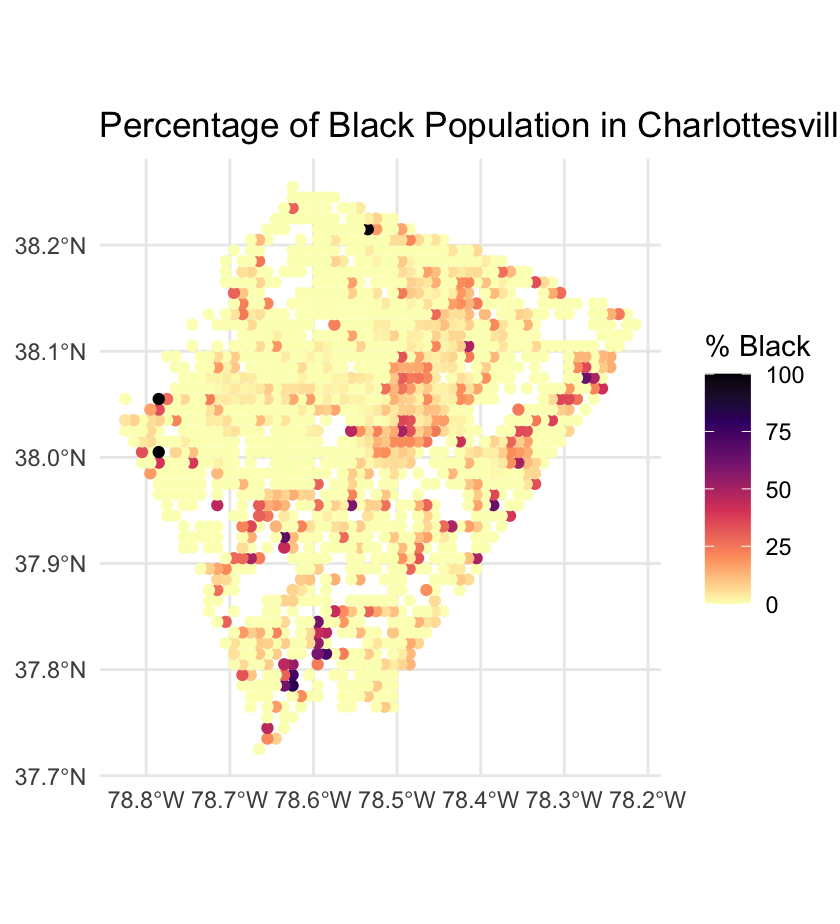 Percentage of Black Population in Charlottesvill
38.2°N
38.1°N
38.0°N
37.9°N
37.8°N
37.7°N
78.8°W 78.7°W 78.6°W 78.5°W 78.4°W 78.3°W 78.2°W
% Black
100
75
50
25
0